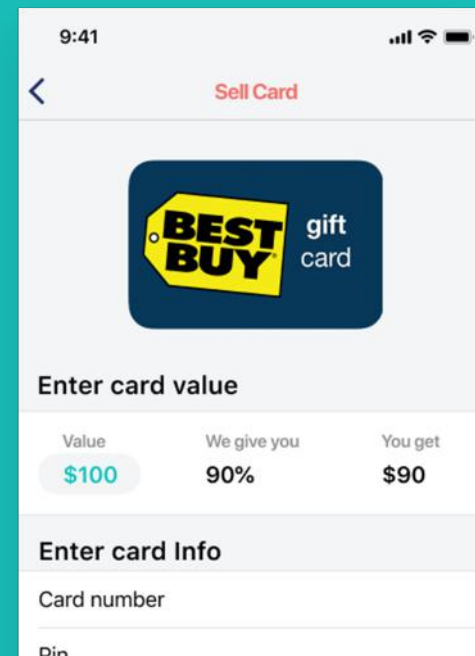 9:41
Sell Card
BEST
BUY
gift
card
Enter card value
Value We give you You get
$100 90% $90
Enter card Info
Card number
Pin